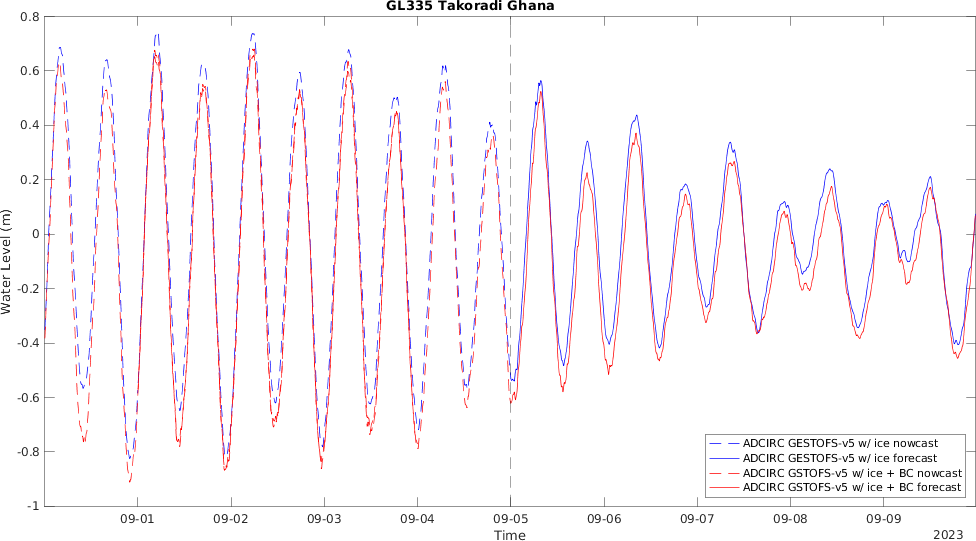 GL335 Takoradi Ghana
0.8
0.6
0.4
0.2
0
-0.2
-0.4
-0.6
-0.8
-1
Water Level (m)
09-01 09-02 09-03 09-04 09-05 09-06 09-07 09-08 09-09
Time
2023
ADCIRC GESTOFS-v5 w/ ice nowcast
ADCIRC GESTOFS-v5 w/ ice forecast
ADCIRC GSTOFS-v5 w/ ice + BC nowcast
ADCIRC GSTOFS-v5 w/ ice + BC forecast